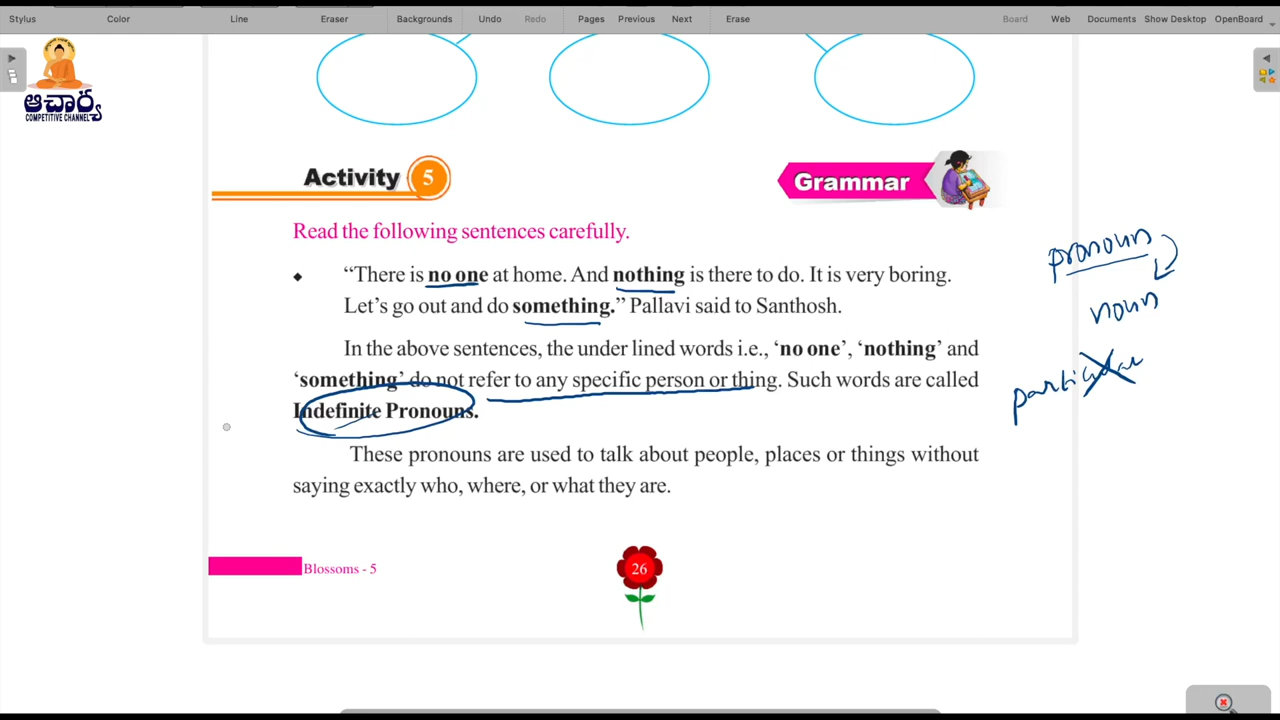 Stylus Color Line Eraser Backgrounds Undo Redo Pages Previous Next Erase Board Web Documents Show Desktop OpenBoard
ఆచార్య
COMPETITIVE CHANNEL
Activity 5
Grammar
Read the following sentences carefully.
“There is no one at home. And nothing is there to do. It is very boring.
Let’s go out and do something.” Pallavi said to Santhosh.
In the above sentences, the under lined words i.e., ‘no one’, ‘nothing’ and
‘something’ do not refer to any specific person or thing. Such words are called
Indefinite Pronouns.
These pronouns are used to talk about people, places or things without
saying exactly who, where, or what they are.
pronoun
noun
particular
Blossoms - 5
26